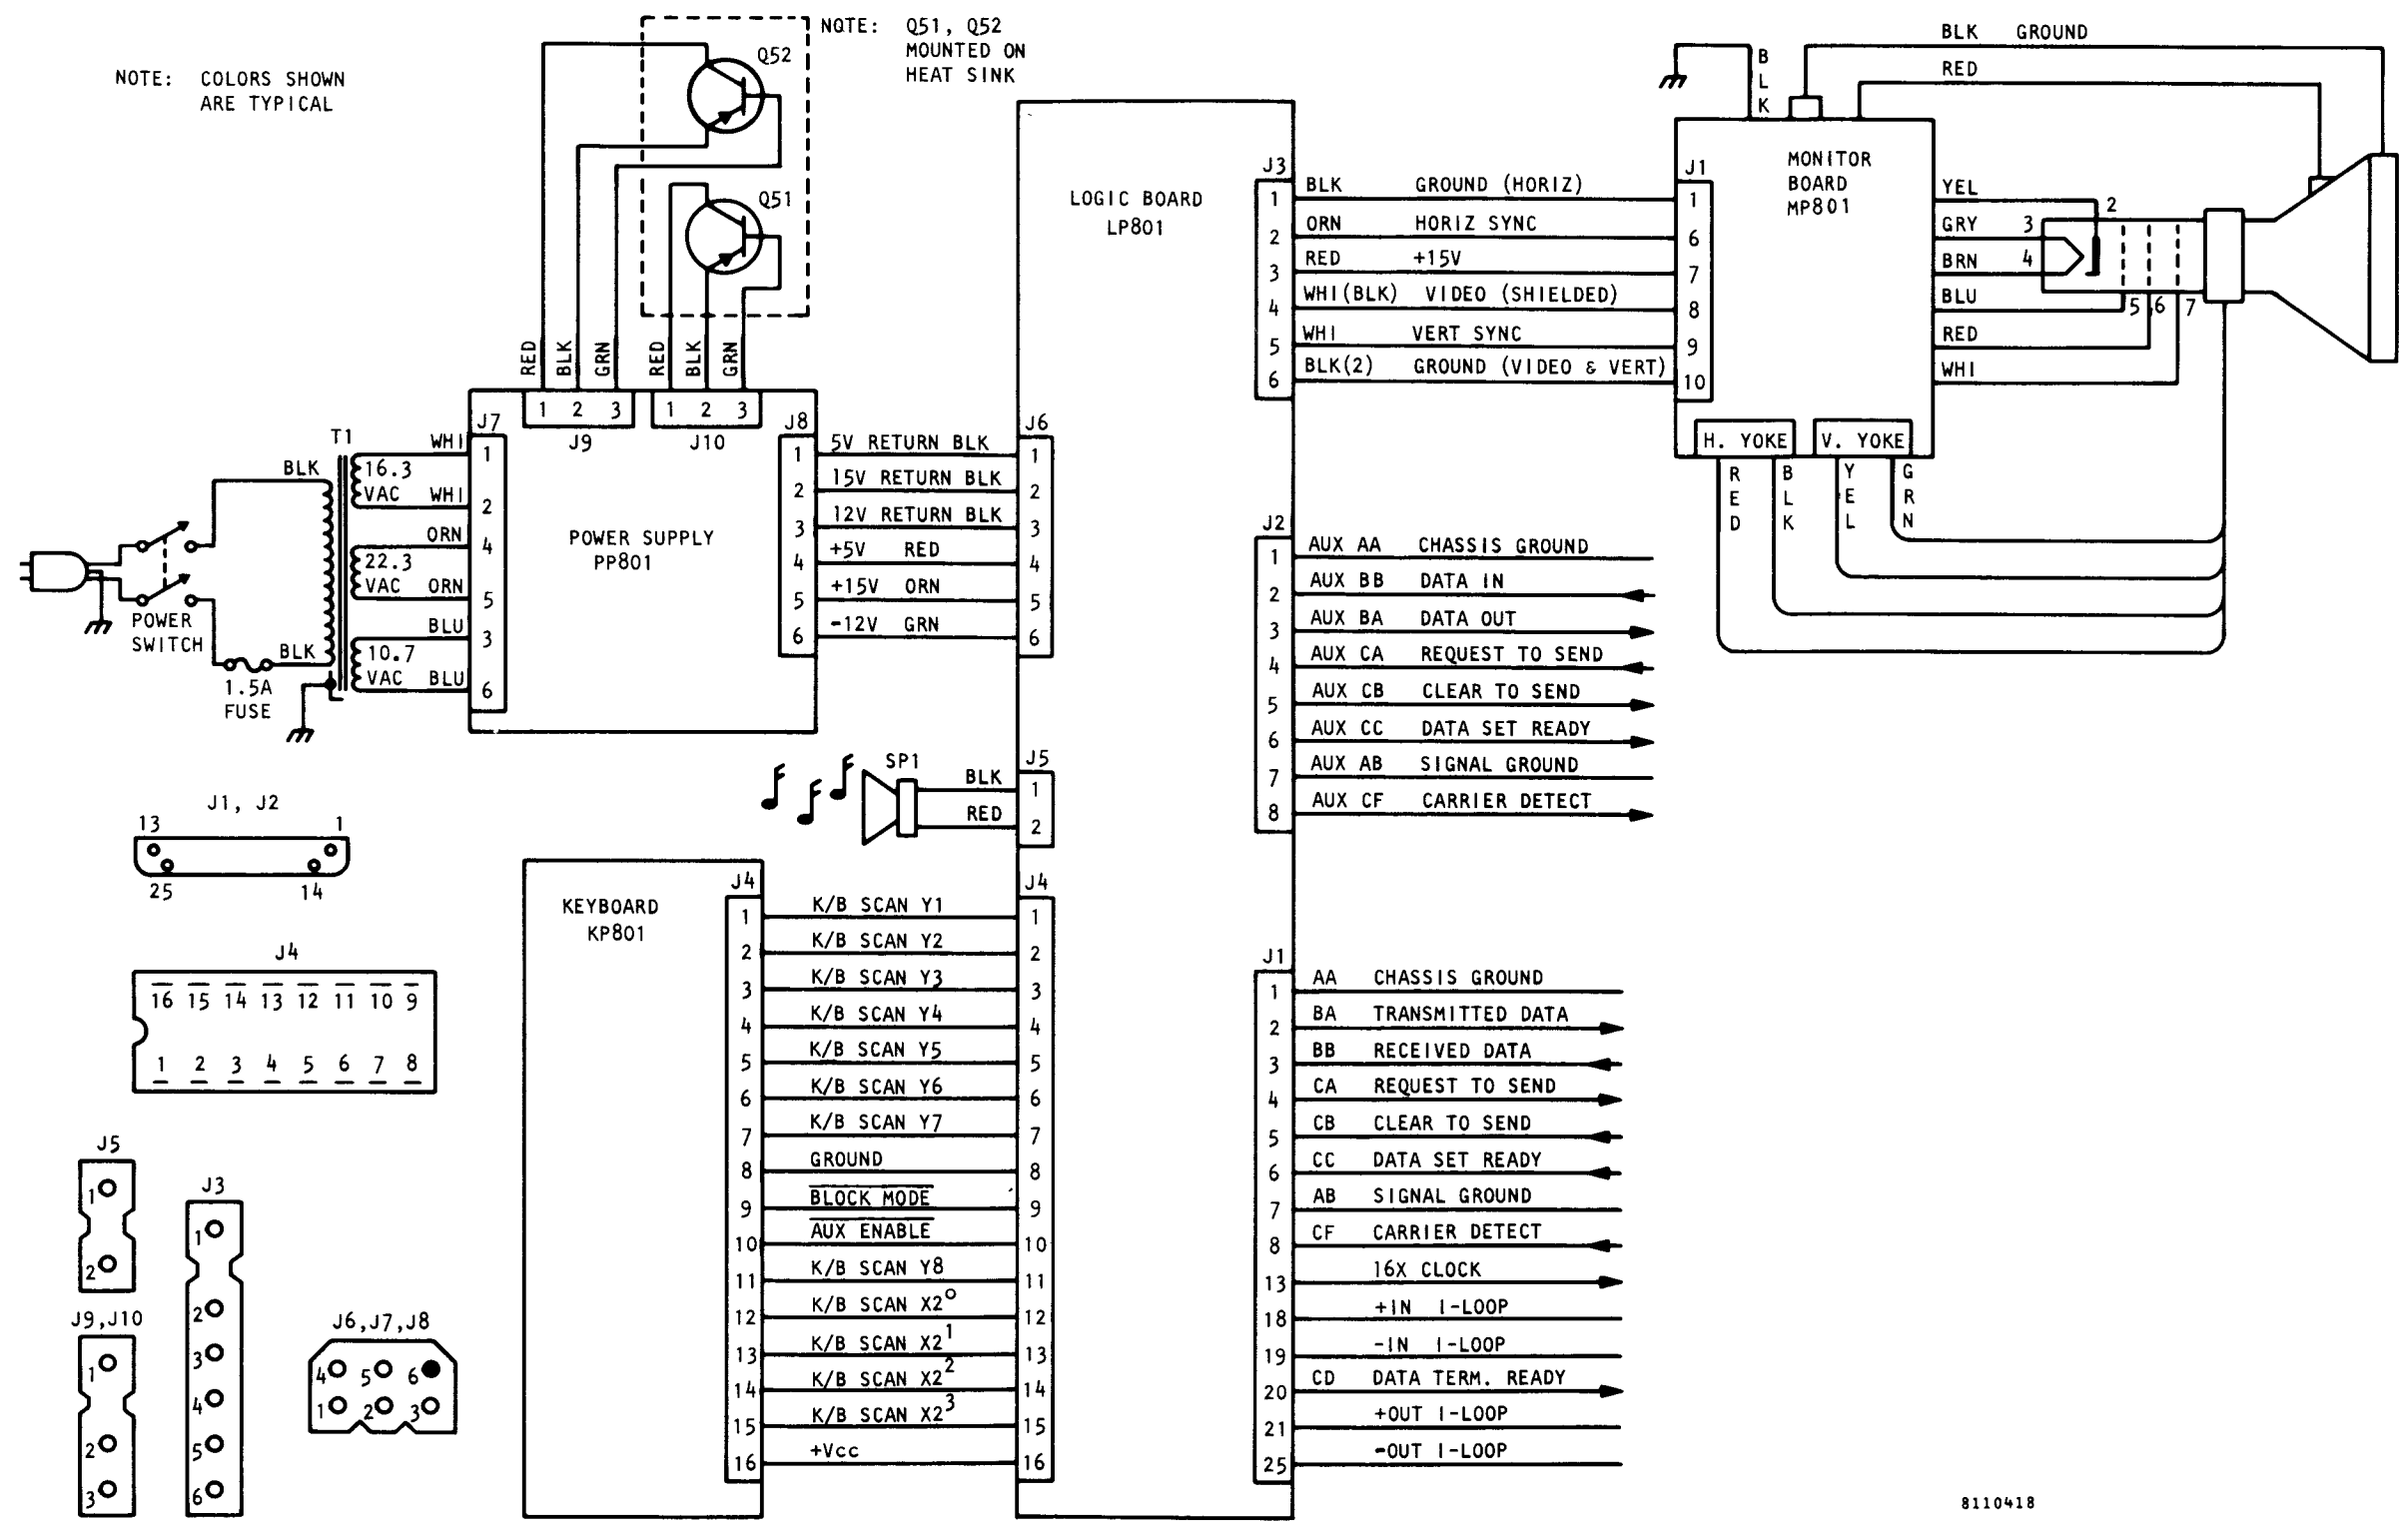 NOTE: COLORS SHOWN
ARE TYPICAL
NOTE: Q51, Q52
MOUNTED ON
HEAT SINK
Q52
Q51
RED
BLK
GRN
RED
BLK
GRN
1 2 3
J9
1 2 3
J10
POWER SUPPLY
PP801
T1
BLK
BLK
POWER
SWITCH
1.5A
FUSE
16.3
VAC
22.3
VAC
10.7
VAC
J7
WHI 1
WHI 2
ORN 4
ORN 5
BLU 3
BLU 6
J8
J6
1 5V RETURN BLK 1
2 15V RETURN BLK 2
3 12V RETURN BLK 3
4 +5V RED 4
5 +15V ORN 5
6 -12V GRN 6
SP1
J5
BLK 1
RED 2
KEYBOARD
KP801
J4
J4
1 K/B SCAN Y1 1
2 K/B SCAN Y2 2
3 K/B SCAN Y3 3
4 K/B SCAN Y4 4
5 K/B SCAN Y5 5
6 K/B SCAN Y6 6
7 K/B SCAN Y7 7
8 GROUND 8
9 BLOCK MODE 9
10 AUX ENABLE 10
11 K/B SCAN Y8 11
12 K/B SCAN X2⁰ 12
13 K/B SCAN X2¹ 13
14 K/B SCAN X2² 14
15 K/B SCAN X2³ 15
16 +Vcc 16
LOGIC BOARD
LP801
J3
J1
1 BLK GROUND (HORIZ) 1
2 ORN HORIZ SYNC 6
3 RED +15V 7
4 WHI(BLK) VIDEO (SHIELDED) 8
5 WHI VERT SYNC 9
6 BLK(2) GROUND (VIDEO & VERT) 10
J2
1 AUX AA CHASSIS GROUND
2 AUX BB DATA IN
3 AUX BA DATA OUT
4 AUX CA REQUEST TO SEND
5 AUX CB CLEAR TO SEND
6 AUX CC DATA SET READY
7 AUX AB SIGNAL GROUND
8 AUX CF CARRIER DETECT
J1
1 AA CHASSIS GROUND
2 BA TRANSMITTED DATA
3 BB RECEIVED DATA
4 CA REQUEST TO SEND
5 CB CLEAR TO SEND
6 CC DATA SET READY
7 AB SIGNAL GROUND
8 CF CARRIER DETECT
13 16X CLOCK
18 +IN I-LOOP
19 -IN I-LOOP
20 CD DATA TERM. READY
21 +OUT I-LOOP
25 -OUT I-LOOP
MONITOR
BOARD
MP801
BLK
BLK GROUND
RED
YEL 2
GRY 3
BRN 4
BLU 5 6 7
RED
WHI
H. YOKE
V. YOKE
RED
BLK
YEL
GRN
J1, J2
13 1
25 14
J4
16 15 14 13 12 11 10 9
1 2 3 4 5 6 7 8
J5
1
2
J3
1
2
3
4
5
6
J9,J10
1
2
3
J6,J7,J8
4 5 6
1 2 3
8110418